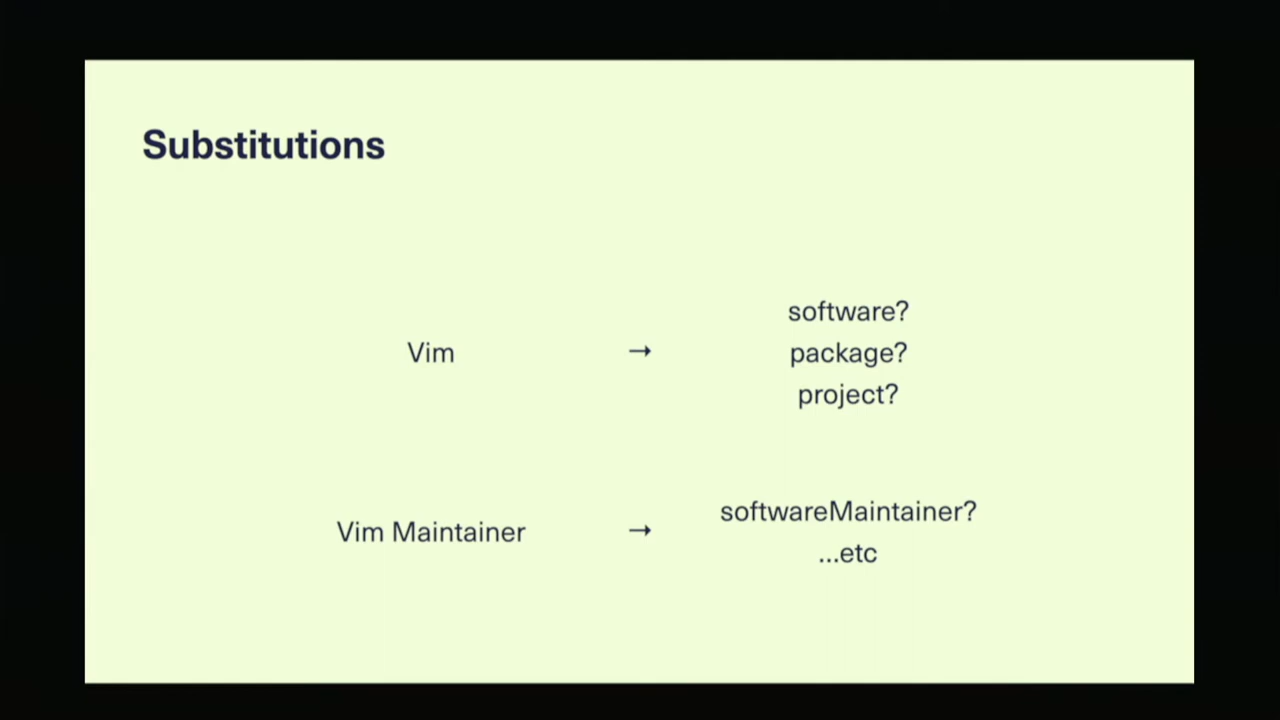 Substitutions
software?
Vim → package?
project?
softwareMaintainer?
Vim Maintainer →
...etc